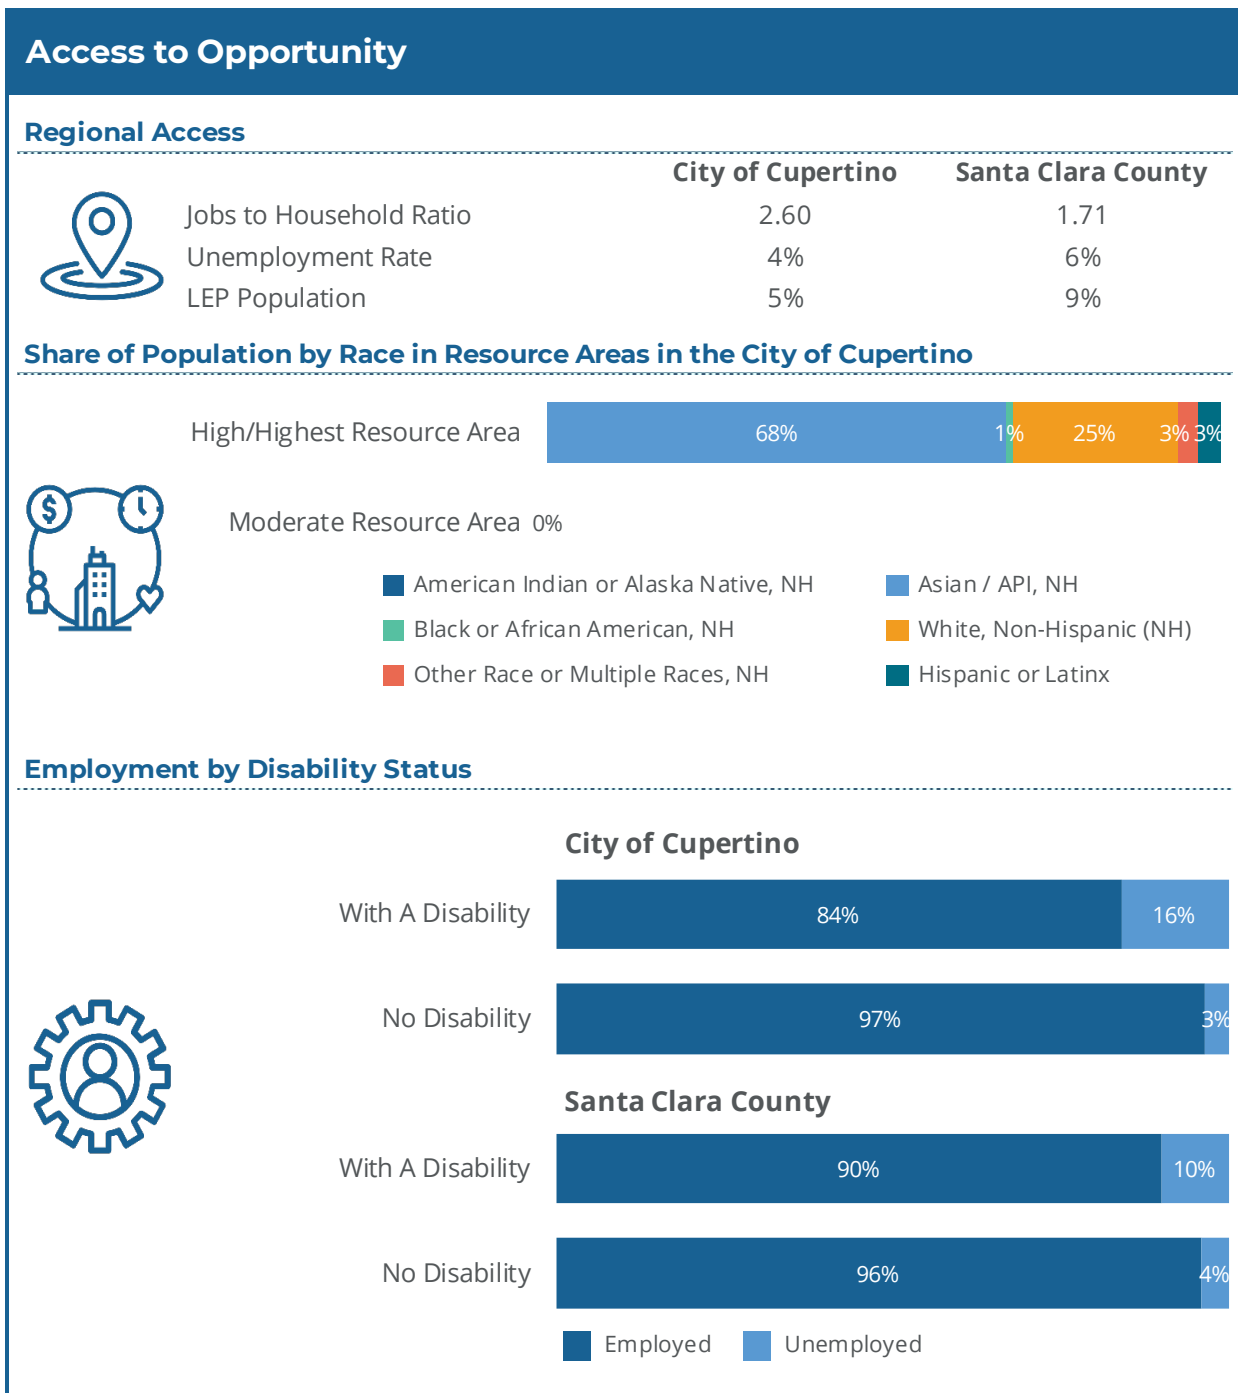 Access to Opportunity
Regional Access
City of Cupertino Santa Clara County
Jobs to Household Ratio 2.60 1.71
Unemployment Rate 4% 6%
LEP Population 5% 9%
Share of Population by Race in Resource Areas in the City of Cupertino
High/Highest Resource Area 68% 1% 25% 3% 3%
$
Moderate Resource Area 0%
American Indian or Alaska Native, NH Asian / API, NH
Black or African American, NH White, Non-Hispanic (NH)
Other Race or Multiple Races, NH Hispanic or Latinx
Employment by Disability Status
City of Cupertino
With A Disability 84% 16%
No Disability 97% 3%
Santa Clara County
With A Disability 90% 10%
No Disability 96% 4%
Employed Unemployed